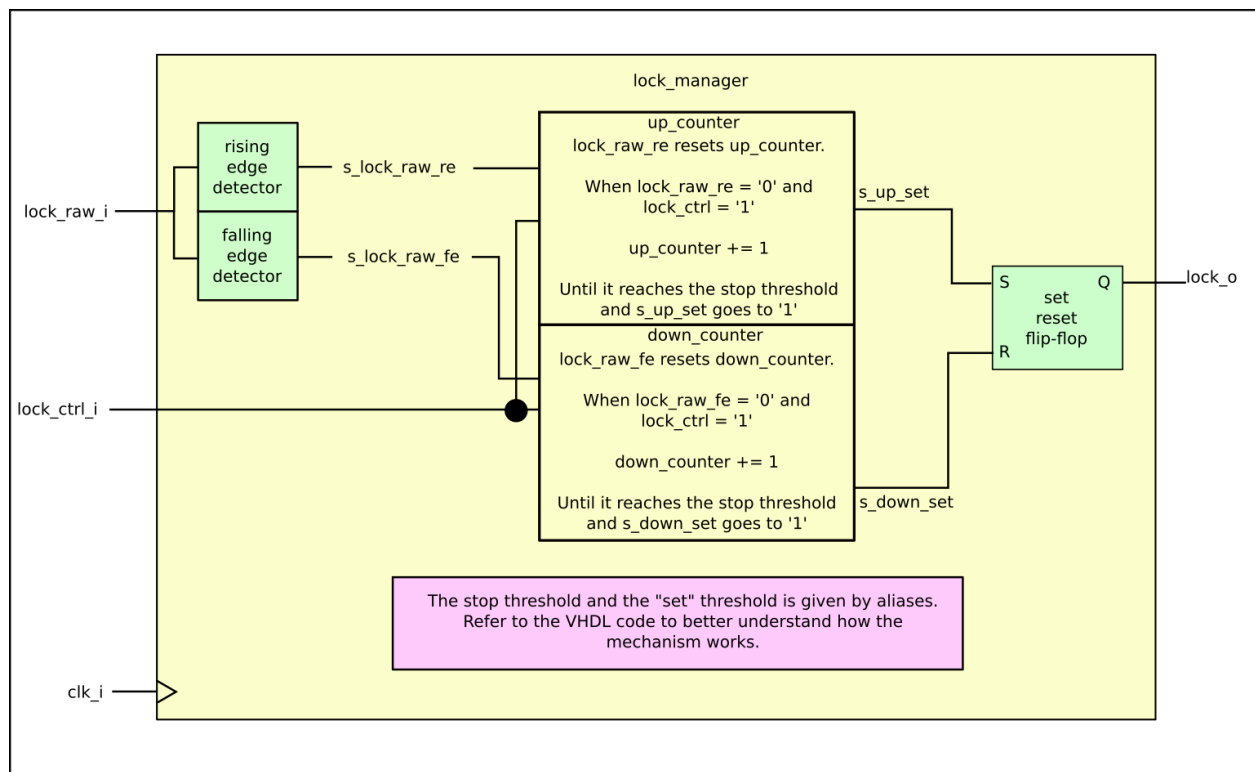 lock_manager
rising
edge
detector
s_lock_raw_re
lock_raw_i
falling
edge
detector
s_lock_raw_fe
up_counter
lock_raw_re resets up_counter.
When lock_raw_re = '0' and
lock_ctrl = '1'
up_counter += 1
Until it reaches the stop threshold
and s_up_set goes to '1'
s_up_set
down_counter
lock_raw_fe resets down_counter.
When lock_raw_fe = '0' and
lock_ctrl = '1'
down_counter += 1
Until it reaches the stop threshold
and s_down_set goes to '1'
s_down_set
lock_ctrl_i
S
Q
set
reset
flip-flop
R
lock_o
The stop threshold and the "set" threshold is given by aliases.
Refer to the VHDL code to better understand how the
mechanism works.
clk_i